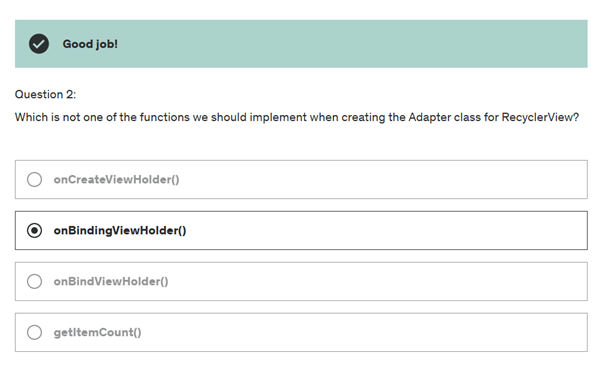 Good job!
Question 2:
Which is not one of the functions we should implement when creating the Adapter class for RecyclerView?
onCreateViewHolder()
onBindingViewHolder()
onBindViewHolder()
getItemCount()